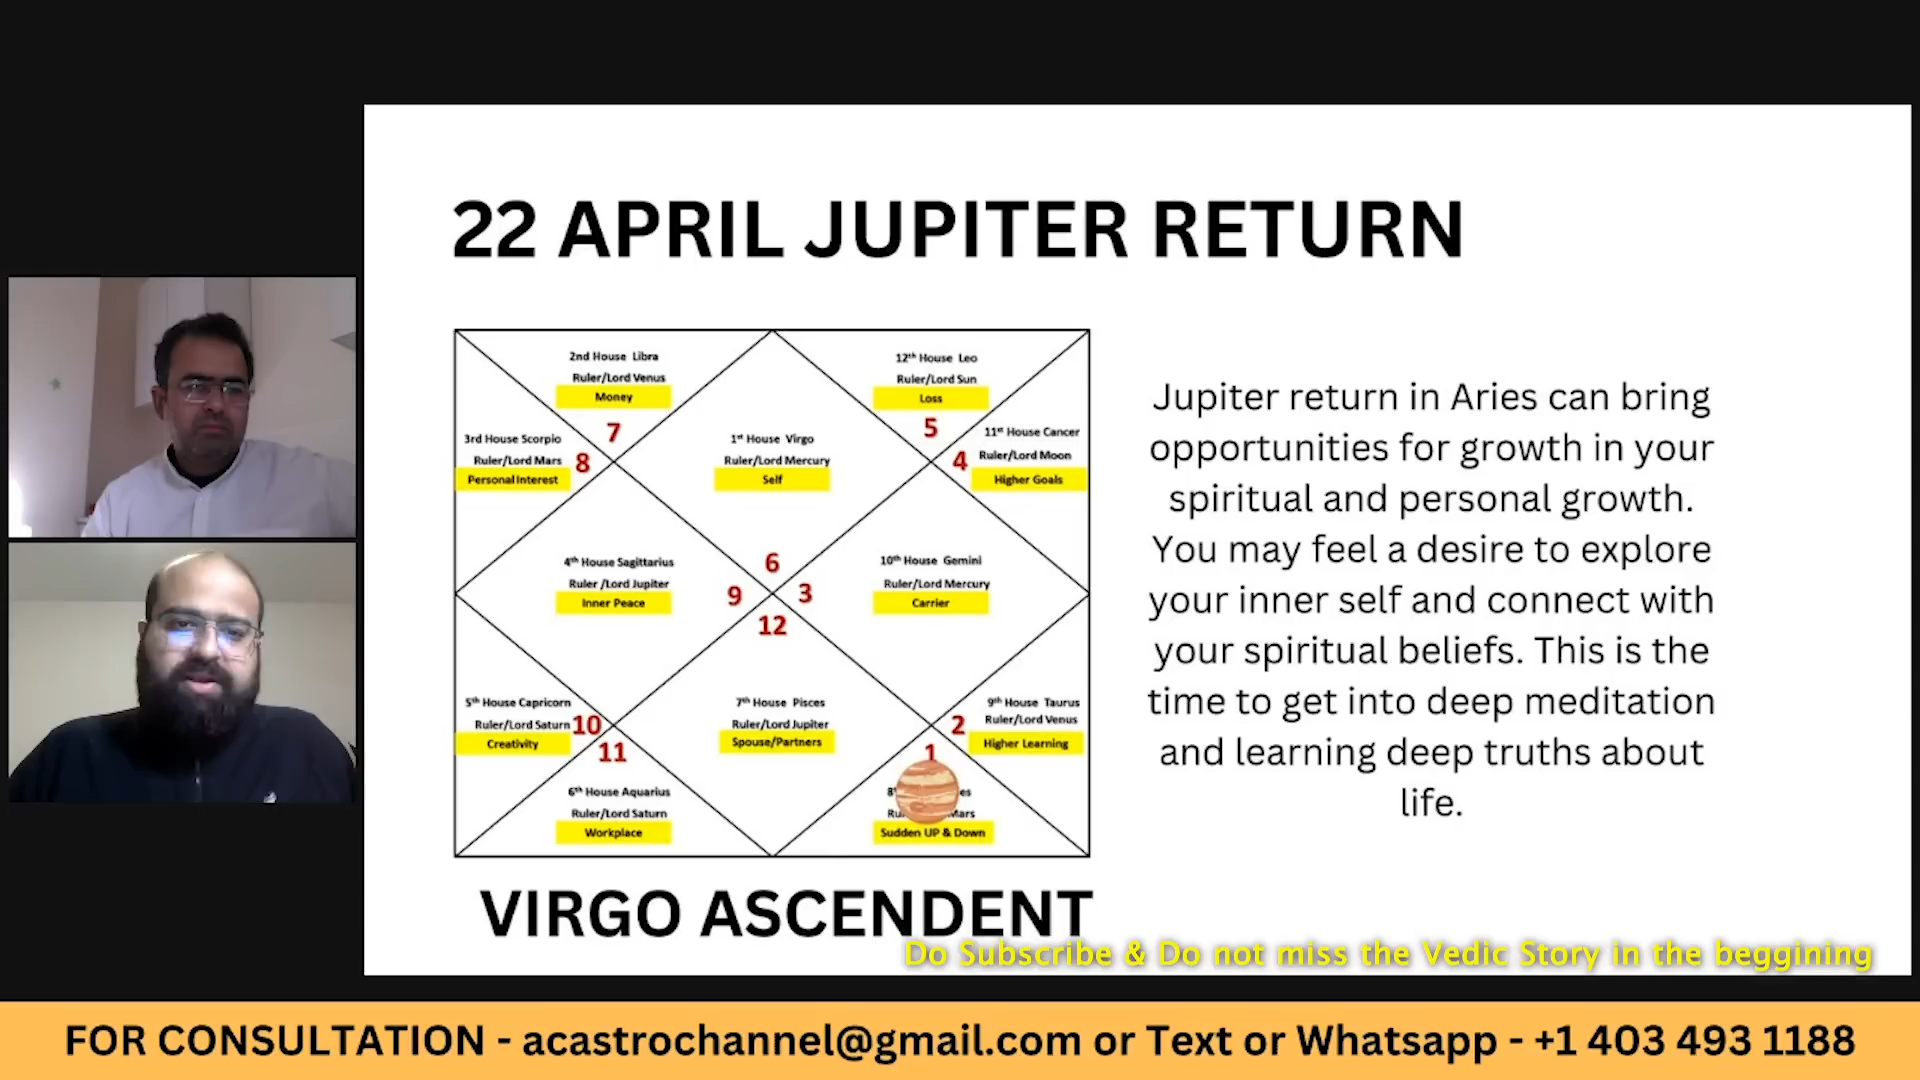 22 APRIL JUPITER RETURN
2nd House Libra
Ruler/Lord Venus
Money
7
12th House Leo
Ruler/Lord Sun
Loss
5
3rd House Scorpio
Ruler/Lord Mars
Personal Interest
8
1st House Virgo
Ruler/Lord Mercury
Self
11st House Cancer
Ruler/Lord Moon
Higher Goals
4
4th House Sagittarius
Ruler /Lord Jupiter
Inner Peace
6
9
3
12
10th House Gemini
Ruler/Lord Mercury
Carrier
5th House Capricorn
Ruler/Lord Saturn
Creativity
10
11
7th House Pisces
Ruler/Lord Jupiter
Spouse/Partners
9th House Taurus
Ruler/Lord Venus
Higher Learning
2
1
6th House Aquarius
Ruler/Lord Saturn
Workplace
Mars
Sudden UP & Down
VIRGO ASCENDENT
Jupiter return in Aries can bring
opportunities for growth in your
spiritual and personal growth.
You may feel a desire to explore
your inner self and connect with
your spiritual beliefs. This is the
time to get into deep meditation
and learning deep truths about
life.
Do Subscribe & Do not miss the Vedic Story in the beggining
FOR CONSULTATION - acastrochannel@gmail.com or Text or Whatsapp - +1 403 493 1188